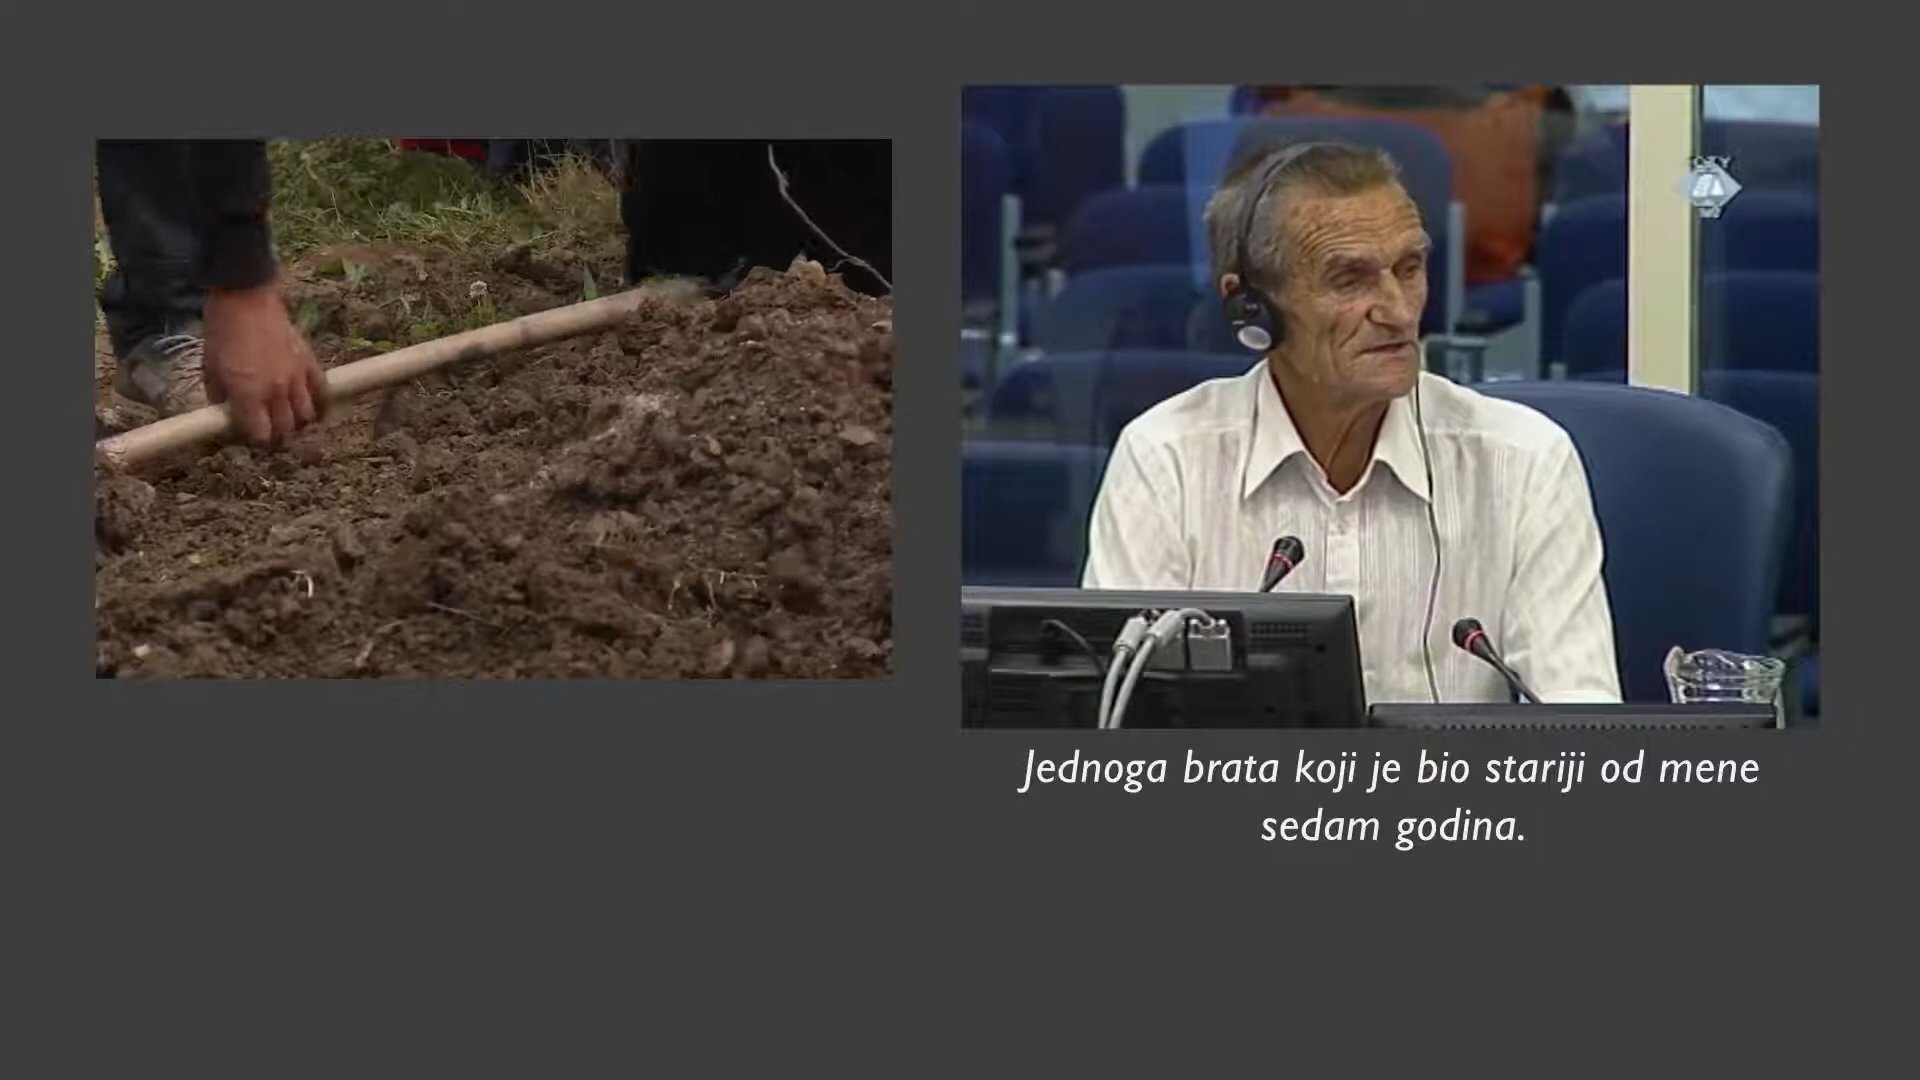 Jednoga brata koji je bio stariji od mene
sedam godina.